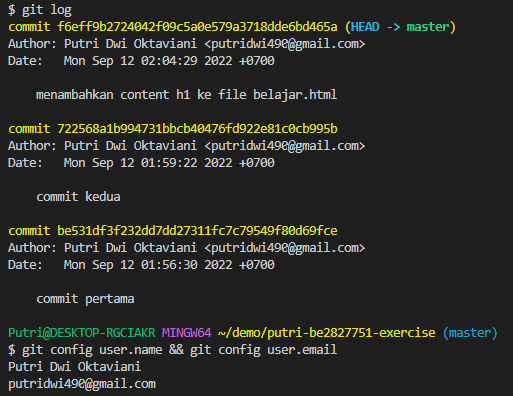 $ git log
commit f6eff9b2724042f09c5a0e579a3718dde6bd465a (HEAD -> master)
Author: Putri Dwi Oktaviani <putridwi490@gmail.com>
Date:   Mon Sep 12 02:04:29 2022 +0700
    menambahkan content h1 ke file belajar.html
commit 722568a1b994731bbcb40476fd922e81c0cb995b
Author: Putri Dwi Oktaviani <putridwi490@gmail.com>
Date:   Mon Sep 12 01:59:22 2022 +0700
    commit kedua
commit be531df3f232dd7dd27311fc7c79549f80d69fce
Author: Putri Dwi Oktaviani <putridwi490@gmail.com>
Date:   Mon Sep 12 01:56:30 2022 +0700
    commit pertama
Putri@DESKTOP-RGCIAKR MINGW64 ~/demo/putri-be2827751-exercise (master)
$ git config user.name && git config user.email
Putri Dwi Oktaviani
putridwi490@gmail.com